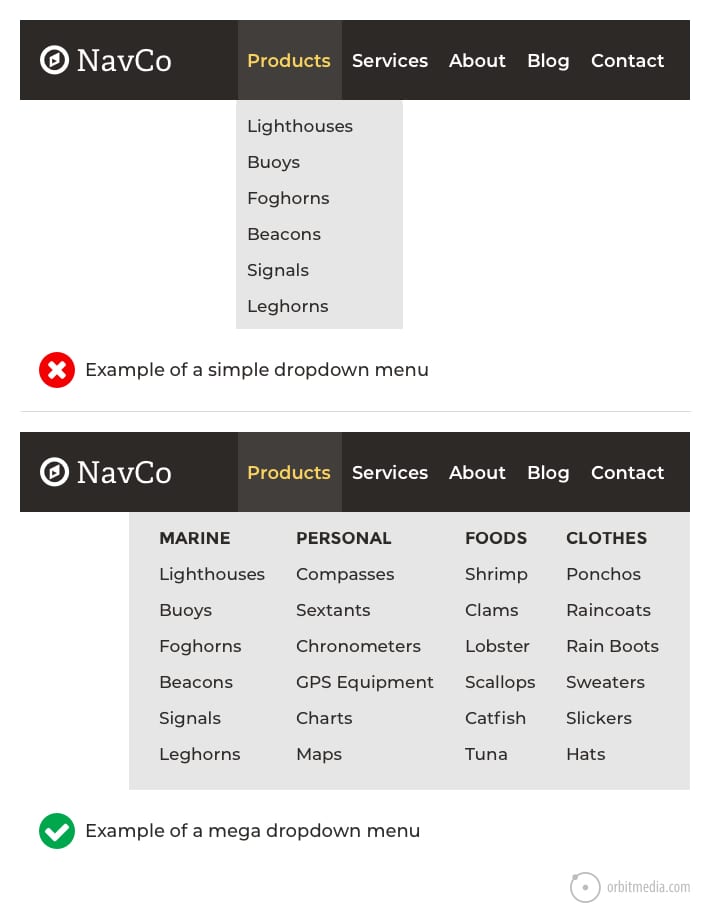 NavCo Products Services About Blog Contact
Lighthouses
Buoys
Foghorns
Beacons
Signals
Leghorns
Example of a simple dropdown menu
NavCo Products Services About Blog Contact
MARINE PERSONAL FOODS CLOTHES
Lighthouses Compasses Shrimp Ponchos
Buoys Sextants Clams Raincoats
Foghorns Chronometers Lobster Rain Boots
Beacons GPS Equipment Scallops Sweaters
Signals Charts Catfish Slickers
Leghorns Maps Tuna Hats
Example of a mega dropdown menu
orbitmedia.com